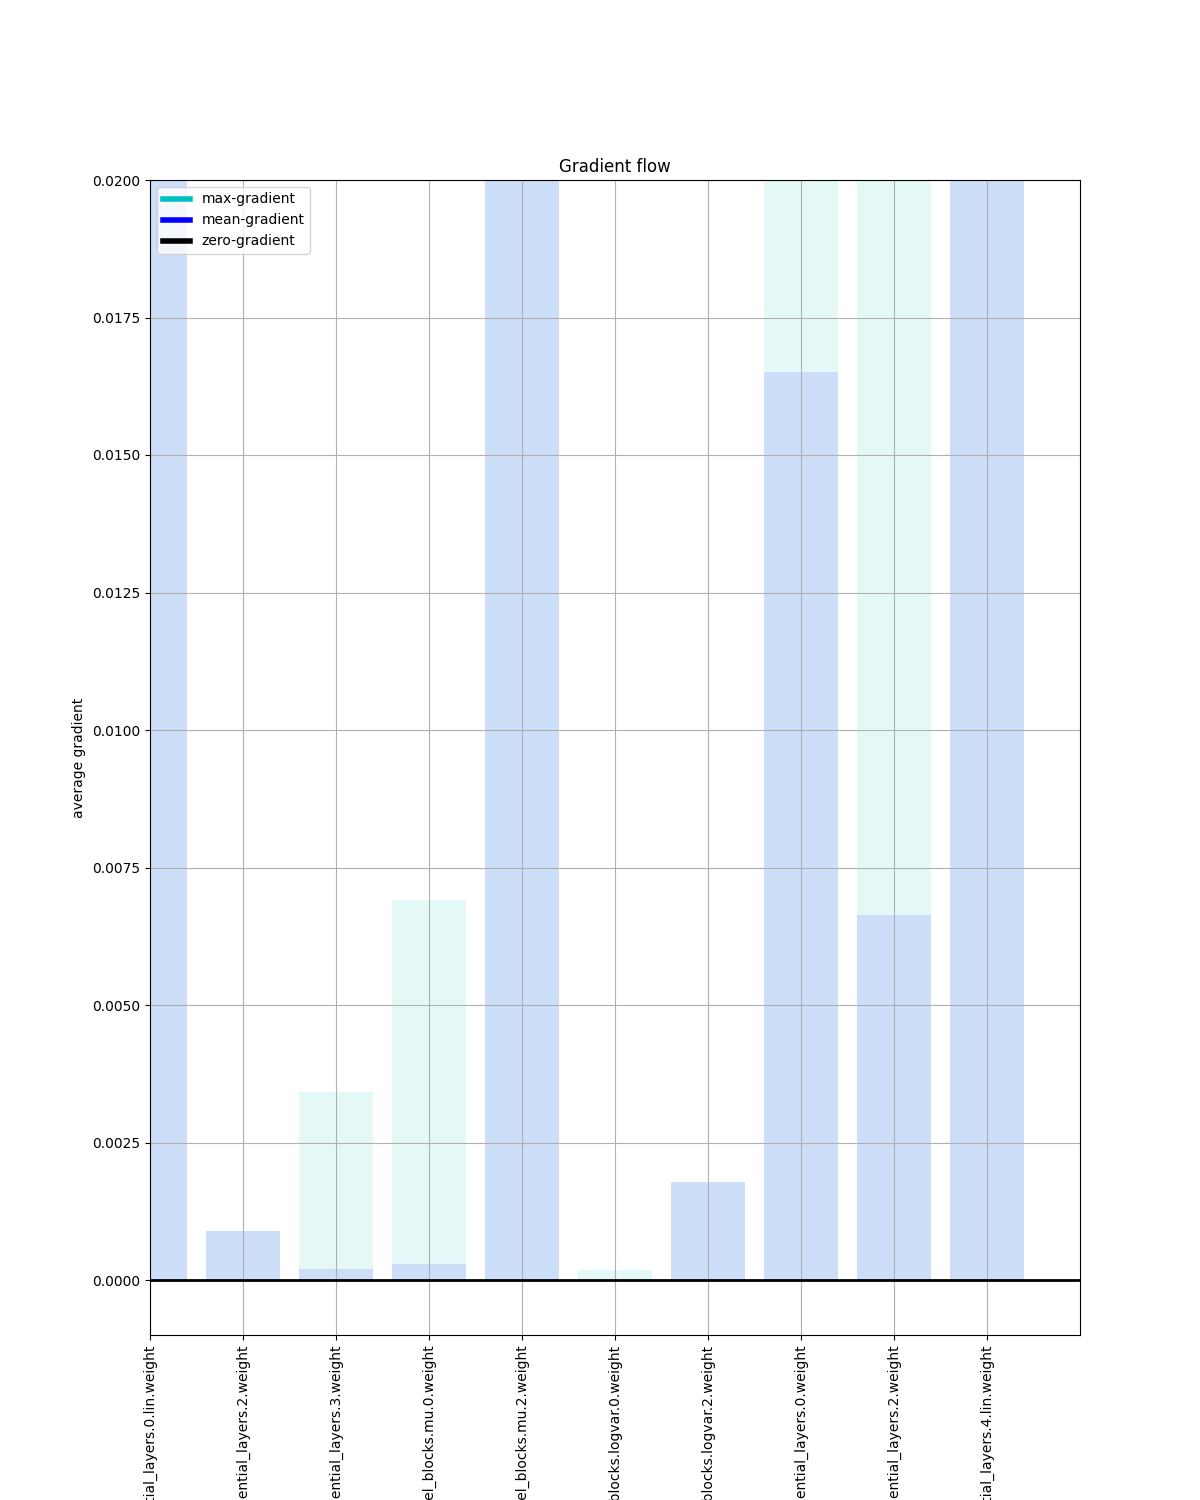 Gradient flow
max-gradient
mean-gradient
zero-gradient
0.0200
0.0175
0.0150
0.0125
0.0100
0.0075
0.0050
0.0025
0.0000
average gradient
tial_layers.0.lin.weight
ential_layers.2.weight
ential_layers.3.weight
el_blocks.mu.0.weight
el_blocks.mu.2.weight
blocks.logvar.0.weight
blocks.logvar.2.weight
ential_layers.0.weight
ential_layers.2.weight
tial_layers.4.lin.weight